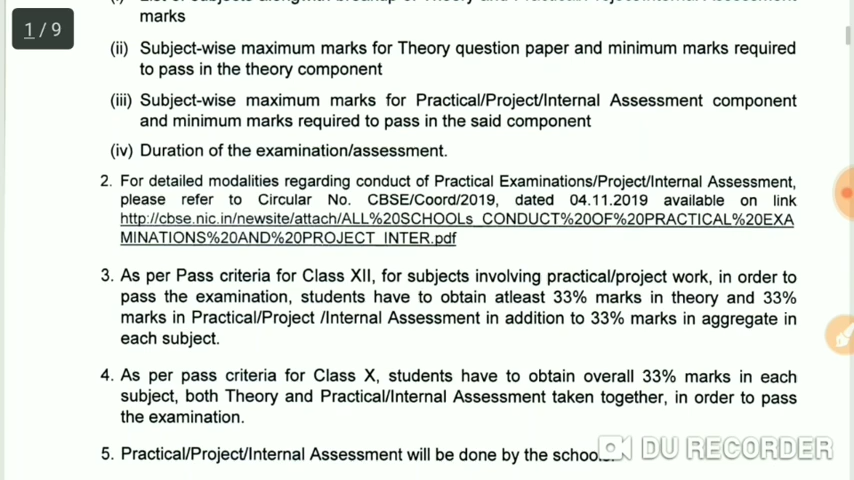 marks
1 / 9
(ii) Subject-wise maximum marks for Theory question paper and minimum marks required
to pass in the theory component
(iii) Subject-wise maximum marks for Practical/Project/Internal Assessment component
and minimum marks required to pass in the said component
(iv) Duration of the examination/assessment.
2. For detailed modalities regarding conduct of Practical Examinations/Project/Internal Assessment,
please refer to Circular No. CBSE/Coord/2019, dated 04.11.2019 available on link
http://cbse.nic.in/newsite/attach/ALL%20SCHOOLs_CONDUCT%20OF%20PRACTICAL%20EXA
MINATIONS%20AND%20PROJECT_INTER.pdf
3. As per Pass criteria for Class XII, for subjects involving practical/project work, in order to
pass the examination, students have to obtain atleast 33% marks in theory and 33%
marks in Practical/Project /Internal Assessment in addition to 33% marks in aggregate in
each subject.
4. As per pass criteria for Class X, students have to obtain overall 33% marks in each
subject, both Theory and Practical/Internal Assessment taken together, in order to pass
the examination.
5. Practical/Project/Internal Assessment will be done by the schools.
DU RECORDER